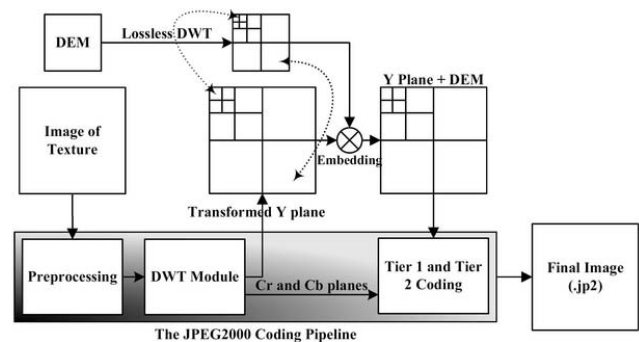 DEM
Lossless DWT
Y Plane + DEM
Image of
Texture
Embedding
Transformed Y plane
Preprocessing
DWT Module
Cr and Cb planes
Tier 1 and Tier
2 Coding
Final Image
(.jp2)
The JPEG2000 Coding Pipeline